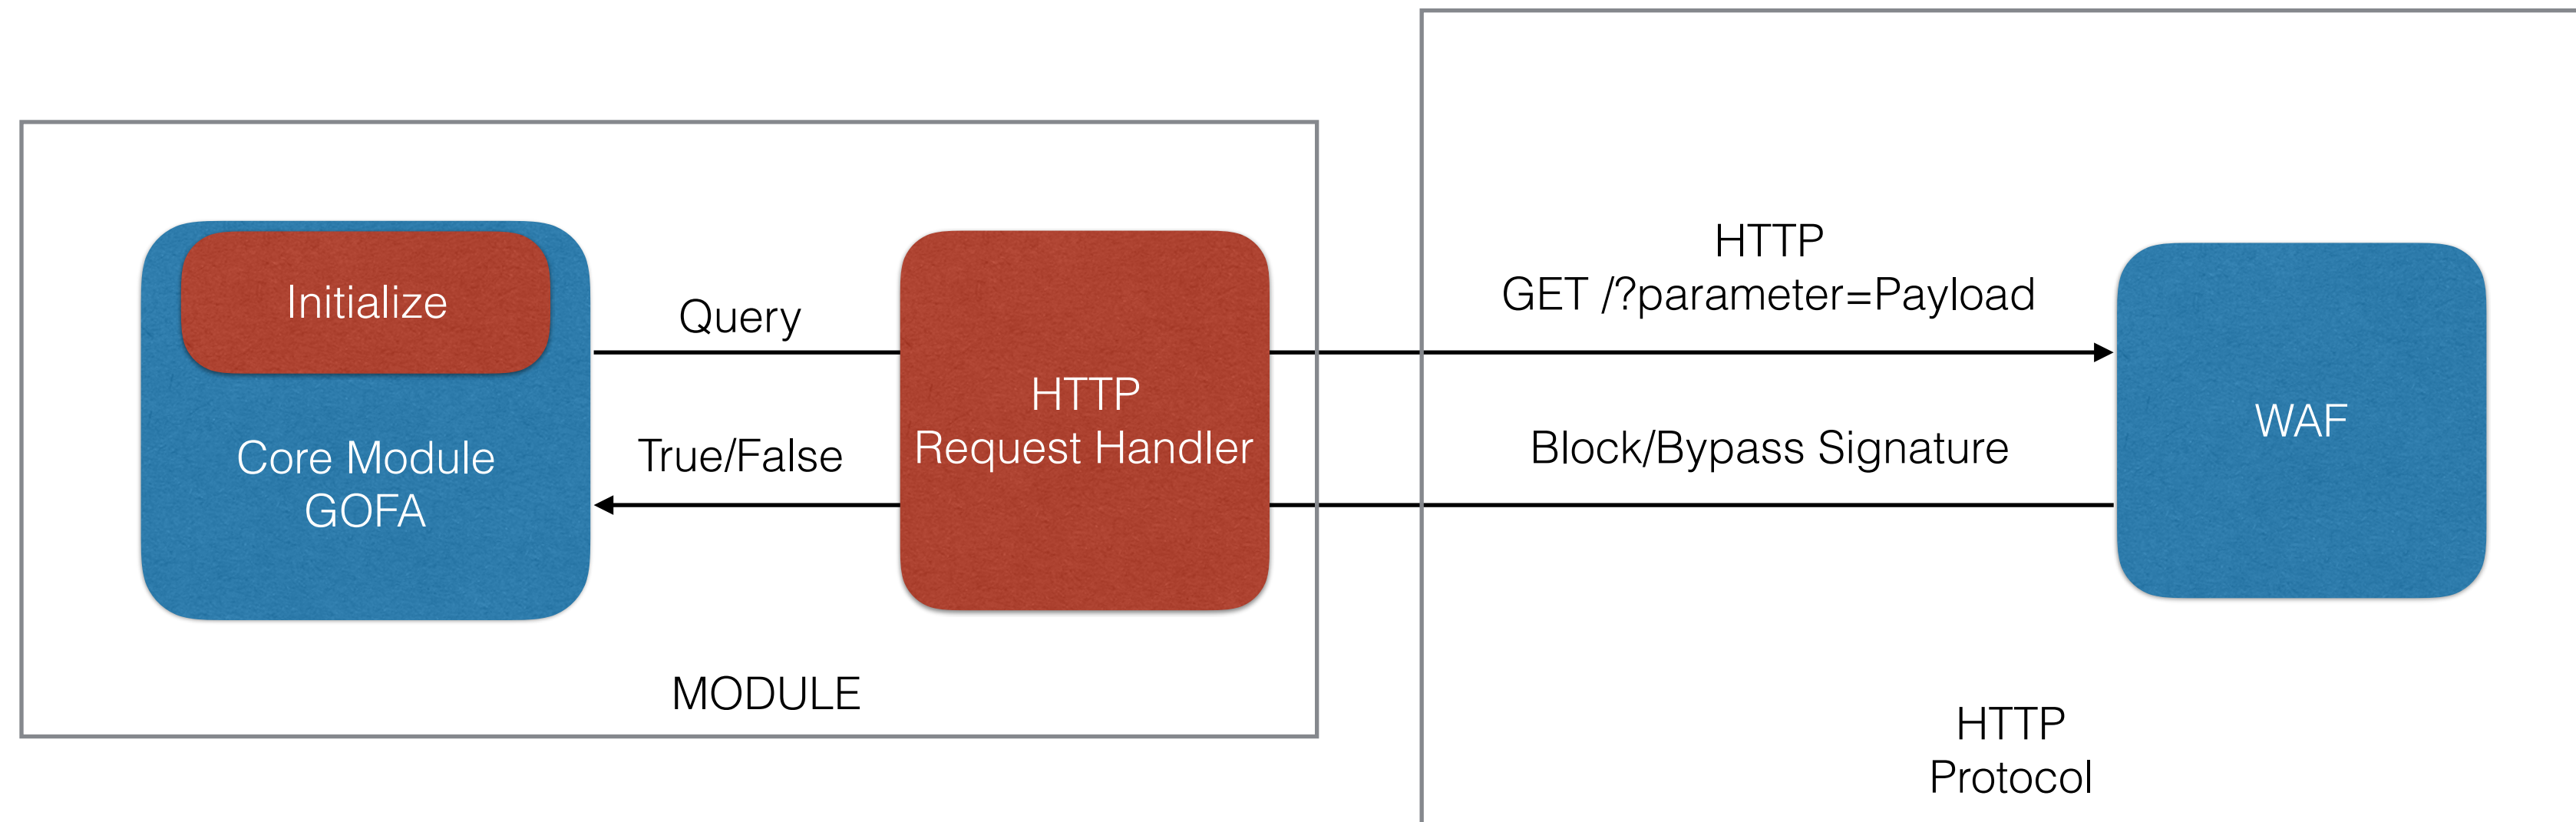 Initialize
Core Module
GOFA
Query
True/False
HTTP
Request Handler
MODULE
HTTP
GET /?parameter=Payload
Block/Bypass Signature
WAF
HTTP
Protocol